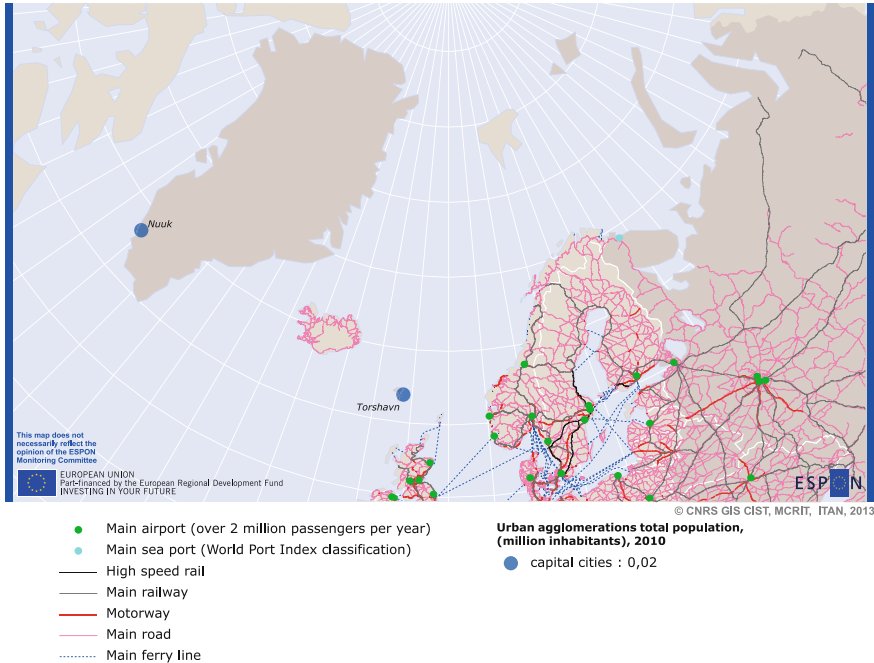 Nuuk
Torshavn
This map does not
necessarily reflect the
opinion of the ESPON
Monitoring Committee
EUROPEAN UNION
Part-financed by the European Regional Development Fund
INVESTING IN YOUR FUTURE
ESPON
© CNRS GIS CIST, MCRIT, ITAN, 2013
Main airport (over 2 million passengers per year)
Main sea port (World Port Index classification)
High speed rail
Main railway
Motorway
Main road
Main ferry line
Urban agglomerations total population,
(million inhabitants), 2010
capital cities : 0,02